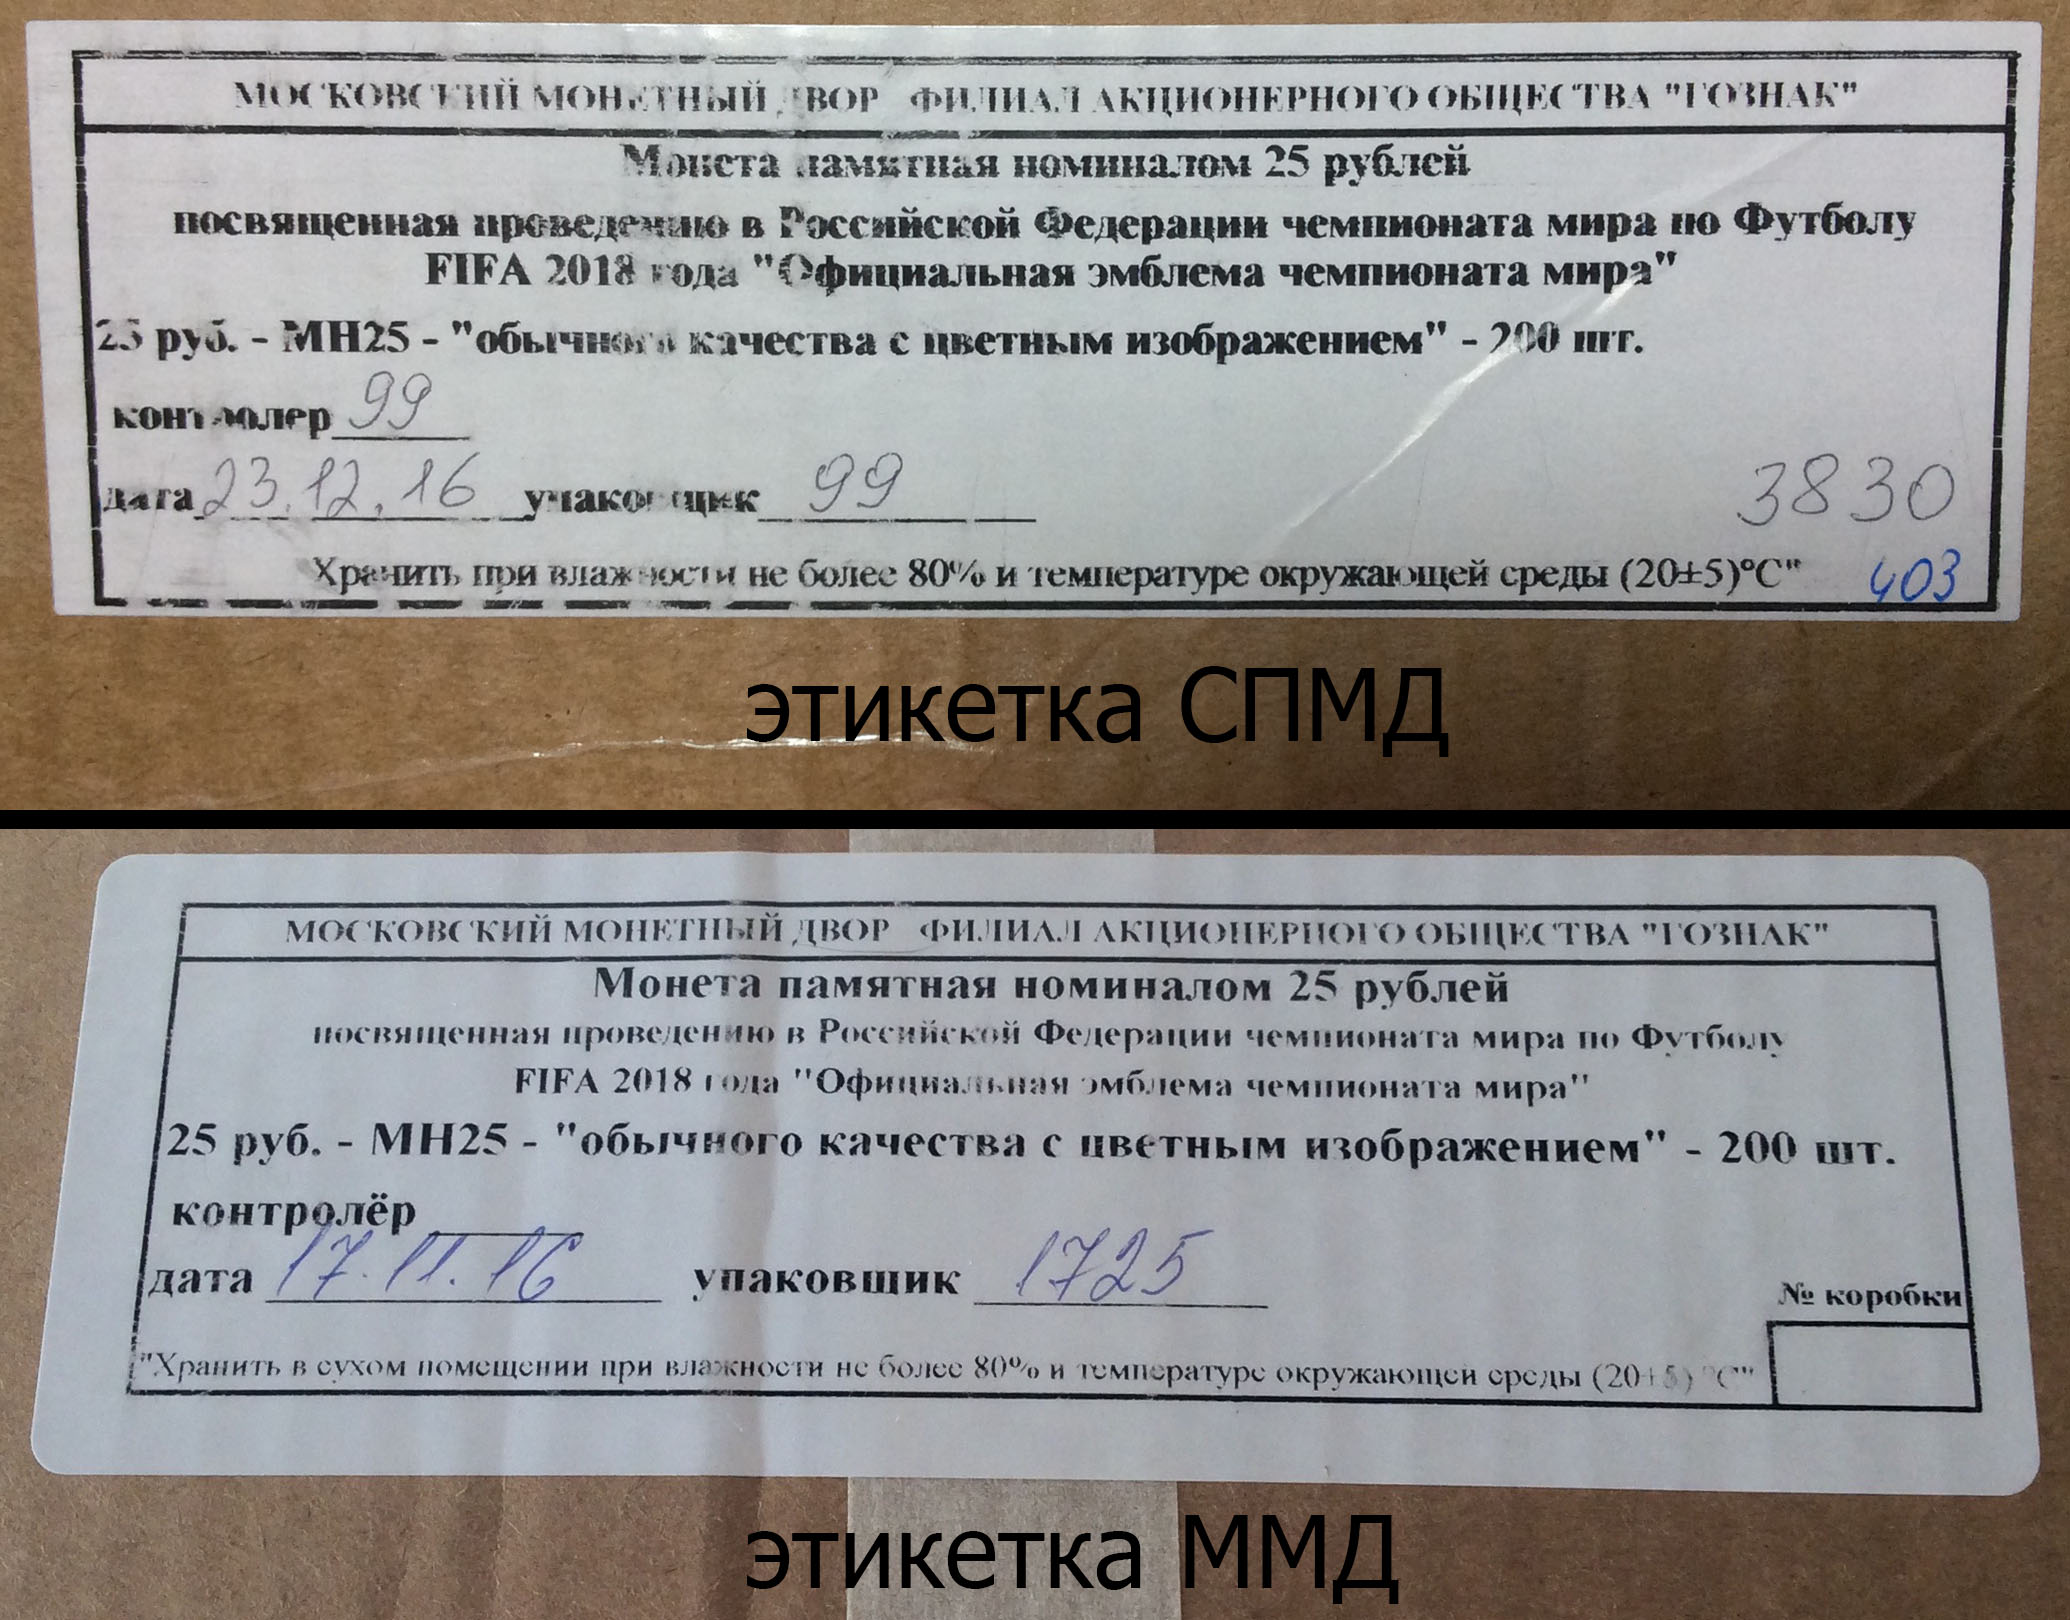 МОСКОВСКИЙ МОНЕТНЫЙ ДВОР ФИЛИАЛ АКЦИОНЕРНОГО ОБЩЕСТВА "ГОЗНАК"
Монета памятная номиналом 25 рублей
посвященная проведению в Российской Федерации чемпионата мира по Футболу
FIFA 2018 года "Официальная эмблема чемпионата мира"
25 руб. - МН25 - "обычного качества с цветным изображением" - 200 шт.
контролер 99
дата 23.12.16 упаковщик 99 3830
Хранить при влажности не более 80% и температуре окружающей среды (20±5)°С" 403
этикетка СПМД
МОСКОВСКИЙ МОНЕТНЫЙ ДВОР ФИЛИАЛ АКЦИОНЕРНОГО ОБЩЕСТВА "ГОЗНАК"
Монета памятная номиналом 25 рублей
посвященная проведению в Российской Федерации чемпионата мира по Футболу
FIFA 2018 года "Официальная эмблема чемпионата мира"
25 руб. - МН25 - "обычного качества с цветным изображением" - 200 шт.
контролёр
дата 17.11.16 упаковщик 1725
№ коробки
"Хранить в сухом помещении при влажности не более 80% и температуре окружающей среды (20±5)°С"
этикетка ММД